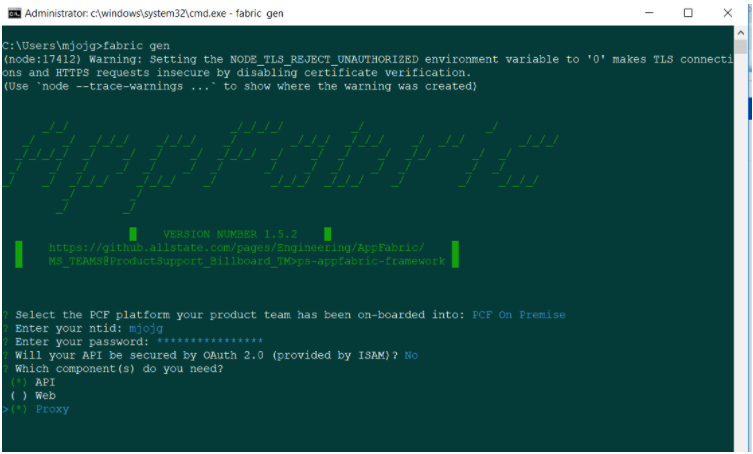 Administrator: c:\windows\system32\cmd.exe - fabric gen
C:\Users\mjojg>fabric gen
(node:17412) Warning: Setting the NODE_TLS_REJECT_UNAUTHORIZED environment variable to '0' makes TLS connecti
ons and HTTPS requests insecure by disabling certificate verification.
(Use `node --trace-warnings ...` to show where the warning was created)
AppFabric
VERSION NUMBER 1.5.2
https://github.allstate.com/pages/Engineering/AppFabric/
MS_TEAMS@ProductSupport_Billboard_TM>ps-appfabric-framework
? Select the PCF platform your product team has been on-boarded into: PCF On Premise
? Enter your ntid: mjojg
? Enter your password: ****************
? Will your API be secured by OAuth 2.0 (provided by ISAM)? No
? Which component(s) do you need?
(*) API
( ) Web
>(*) Proxy